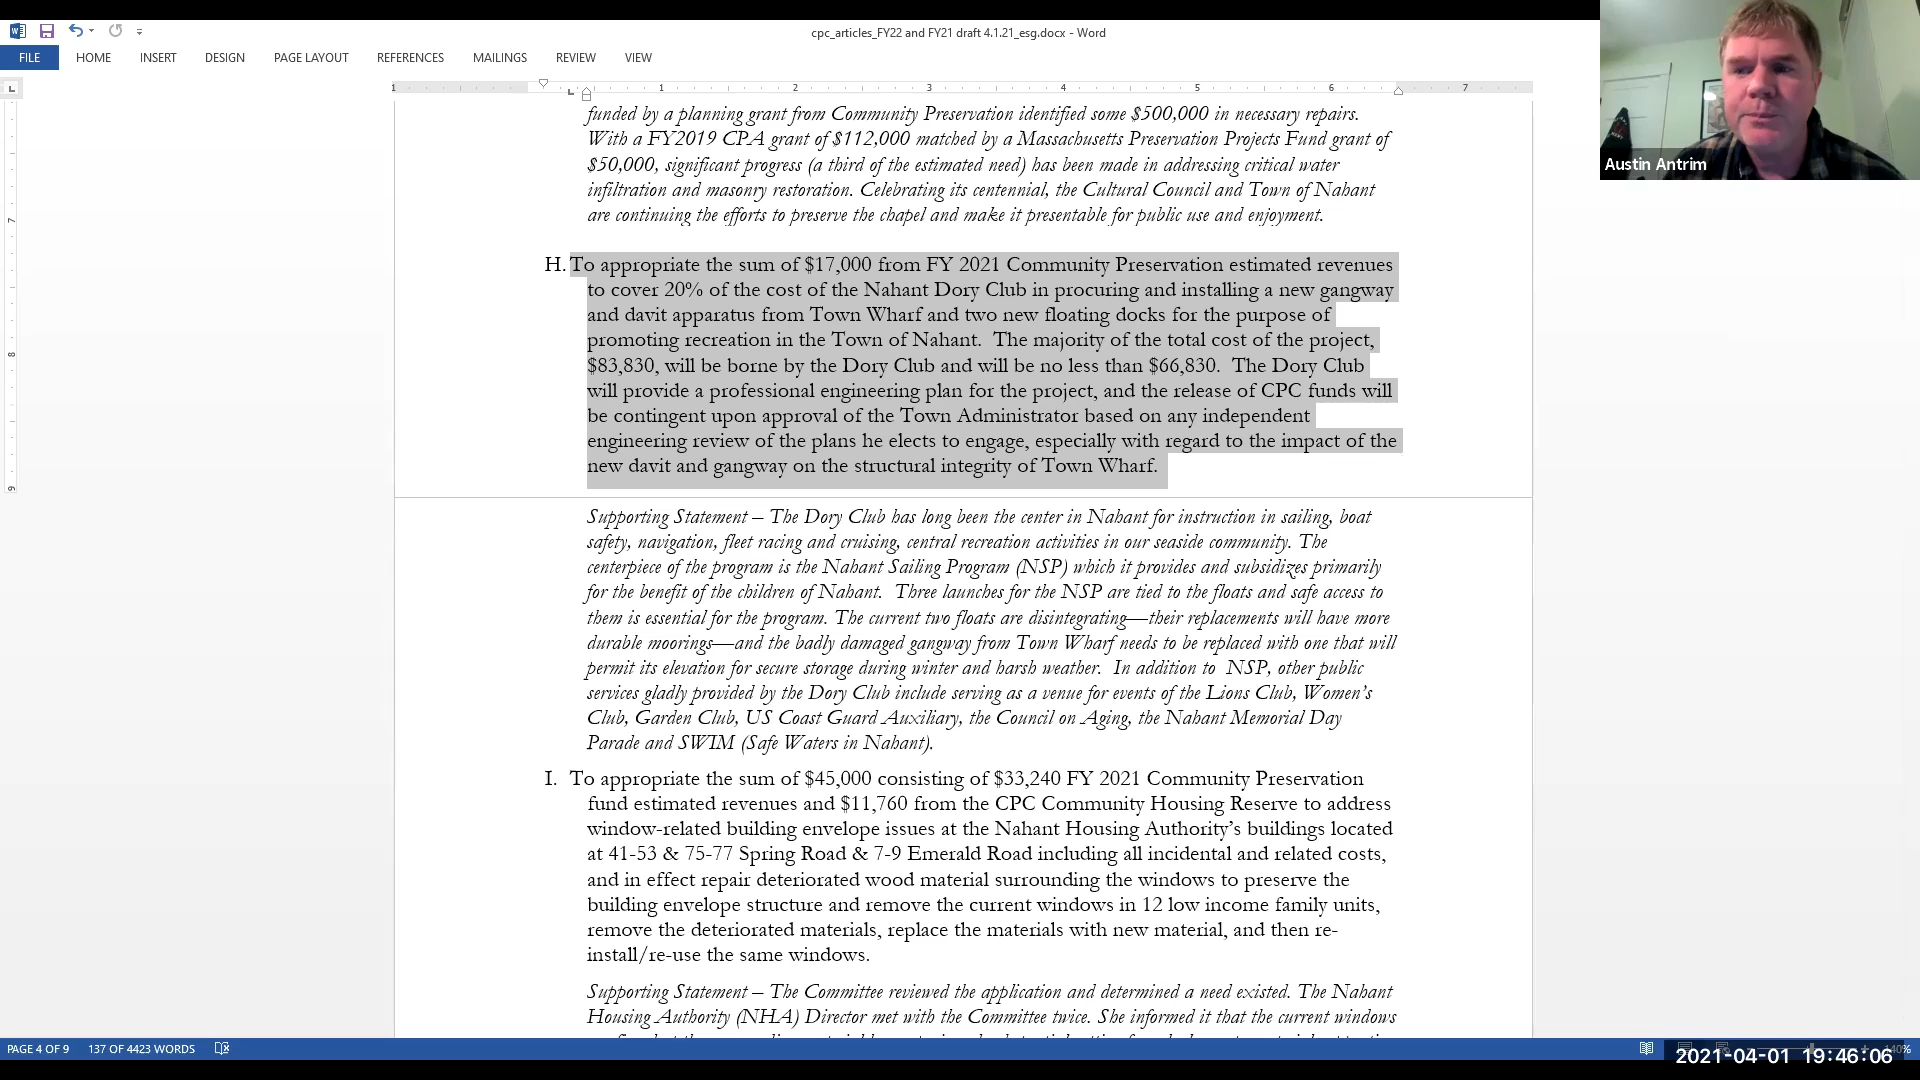 cpc_articles_FY22 and FY21 draft 4.1.21_esg.docx - Word
FILE HOME INSERT DESIGN PAGE LAYOUT REFERENCES MAILINGS REVIEW VIEW
Austin Antrim
1 1 2 3 4 5 6 7
7
8
9
funded by a planning grant from Community Preservation identified some $500,000 in necessary repairs.
With a FY2019 CPA grant of $112,000 matched by a Massachusetts Preservation Projects Fund grant of
$50,000, significant progress (a third of the estimated need) has been made in addressing critical water
infiltration and masonry restoration. Celebrating its centennial, the Cultural Council and Town of Nahant
are continuing the efforts to preserve the chapel and make it presentable for public use and enjoyment.
H. To appropriate the sum of $17,000 from FY 2021 Community Preservation estimated revenues
to cover 20% of the cost of the Nahant Dory Club in procuring and installing a new gangway
and davit apparatus from Town Wharf and two new floating docks for the purpose of
promoting recreation in the Town of Nahant. The majority of the total cost of the project,
$83,830, will be borne by the Dory Club and will be no less than $66,830. The Dory Club
will provide a professional engineering plan for the project, and the release of CPC funds will
be contingent upon approval of the Town Administrator based on any independent
engineering review of the plans he elects to engage, especially with regard to the impact of the
new davit and gangway on the structural integrity of Town Wharf.
Supporting Statement – The Dory Club has long been the center in Nahant for instruction in sailing, boat
safety, navigation, fleet racing and cruising, central recreation activities in our seaside community. The
centerpiece of the program is the Nahant Sailing Program (NSP) which it provides and subsidizes primarily
for the benefit of the children of Nahant. Three launches for the NSP are tied to the floats and safe access to
them is essential for the program. The current two floats are disintegrating—their replacements will have more
durable moorings—and the badly damaged gangway from Town Wharf needs to be replaced with one that will
permit its elevation for secure storage during winter and harsh weather. In addition to NSP, other public
services gladly provided by the Dory Club include serving as a venue for events of the Lions Club, Women's
Club, Garden Club, US Coast Guard Auxiliary, the Council on Aging, the Nahant Memorial Day
Parade and SWIM (Safe Waters in Nahant).
I. To appropriate the sum of $45,000 consisting of $33,240 FY 2021 Community Preservation
fund estimated revenues and $11,760 from the CPC Community Housing Reserve to address
window-related building envelope issues at the Nahant Housing Authority's buildings located
at 41-53 & 75-77 Spring Road & 7-9 Emerald Road including all incidental and related costs,
and in effect repair deteriorated wood material surrounding the windows to preserve the
building envelope structure and remove the current windows in 12 low income family units,
remove the deteriorated materials, replace the materials with new material, and then re-
install/re-use the same windows.
Supporting Statement – The Committee reviewed the application and determined a need existed. The Nahant
Housing Authority (NHA) Director met with the Committee twice. She informed it that the current windows
PAGE 4 OF 9 137 OF 4423 WORDS
2021-04-01 19:46:06